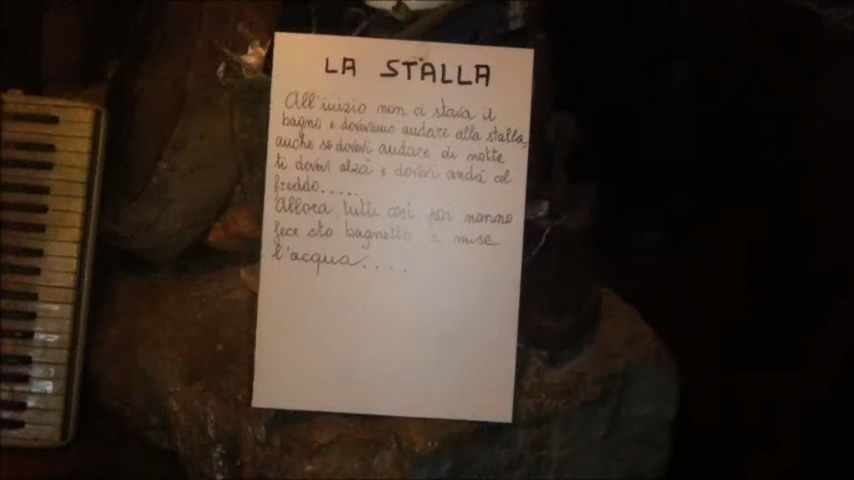 LA STALLA
All'inizio non ci stava il
bagno e dovevamo andare alla stalla,
anche se dovevi andare di notte
ti dovevi alzà e dovevi andà col
freddo.....
Allora tutti così, poi nonno
fece sto bagnetto e mise
l'acqua....